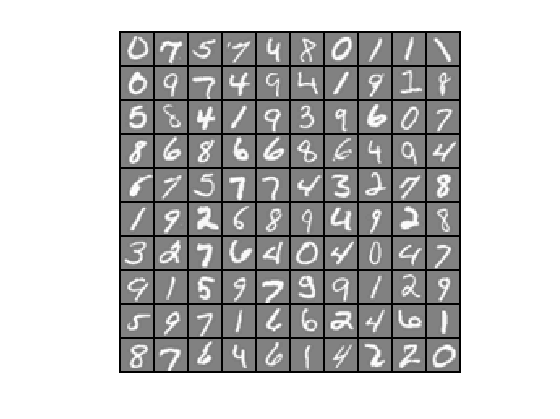 0 7 5 7 4 8 0 1 1 1
0 9 7 4 9 4 1 9 1 8
5 8 4 1 9 3 9 6 0 7
8 6 8 6 6 8 6 4 9 4
7 5 7 7 4 3 2 7 8
1 9 2 6 8 9 4 9 2 8
3 2 7 6 4 0 4 0 4 7
9 1 5 9 7 9 9 1 2 9
5 9 7 1 6 6 2 4 6 1
8 7 6 4 6 1 4 2 2 0